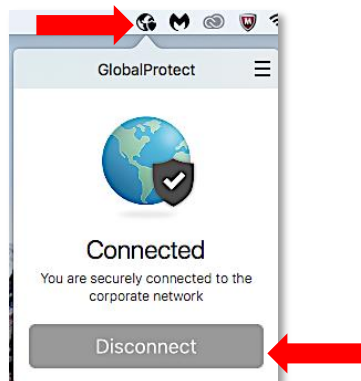 GlobalProtect
Connected
You are securely connected to the
corporate network
Disconnect